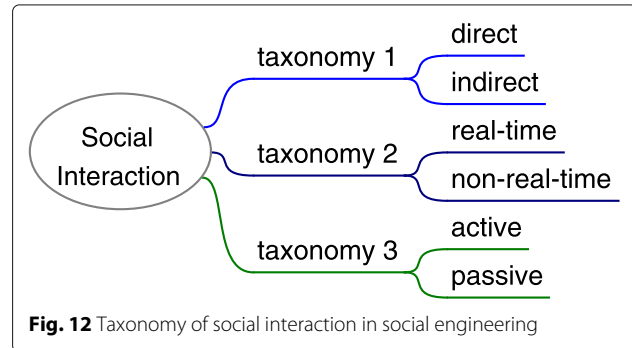 Social
Interaction
taxonomy 1
direct
indirect
taxonomy 2
real-time
non-real-time
taxonomy 3
active
passive
Fig. 12 Taxonomy of social interaction in social engineering